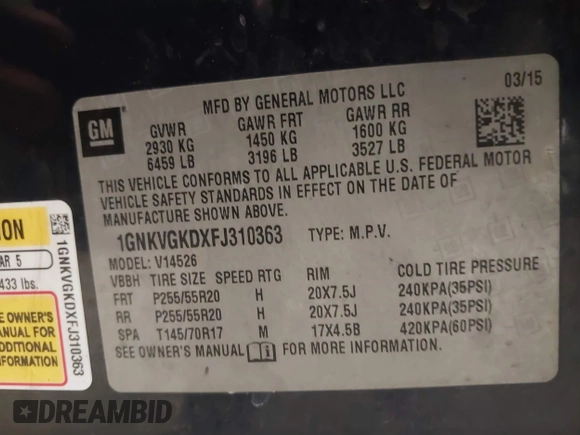 03/15
MFD BY GENERAL MOTORS LLC
GM
GVWR GAWR FRT GAWR RR
2930 KG 1450 KG 1600 KG
6459 LB 3196 LB 3527 LB
THIS VEHICLE CONFORMS TO ALL APPLICABLE U.S. FEDERAL MOTOR
VEHICLE SAFETY STANDARDS IN EFFECT ON THE DATE OF
MANUFACTURE SHOWN ABOVE.
1GNKVGKDXFJ310363 TYPE: M.P.V.
MODEL: V14526
VBBH TIRE SIZE SPEED RTG RIM COLD TIRE PRESSURE
FRT P255/55R20 H 20X7.5J 240KPA(35PSI)
RR P255/55R20 H 20X7.5J 240KPA(35PSI)
SPA T145/70R17 M 17X4.5B 420KPA(60PSI)
SEE OWNER'S MANUAL FOR MORE INFORMATION.
ION
AR 5
433 lbs.
E OWNER'S
ANUAL FOR
DDITIONAL
ORMATION
1GNKVGKDXFJ310363
DREAMBID